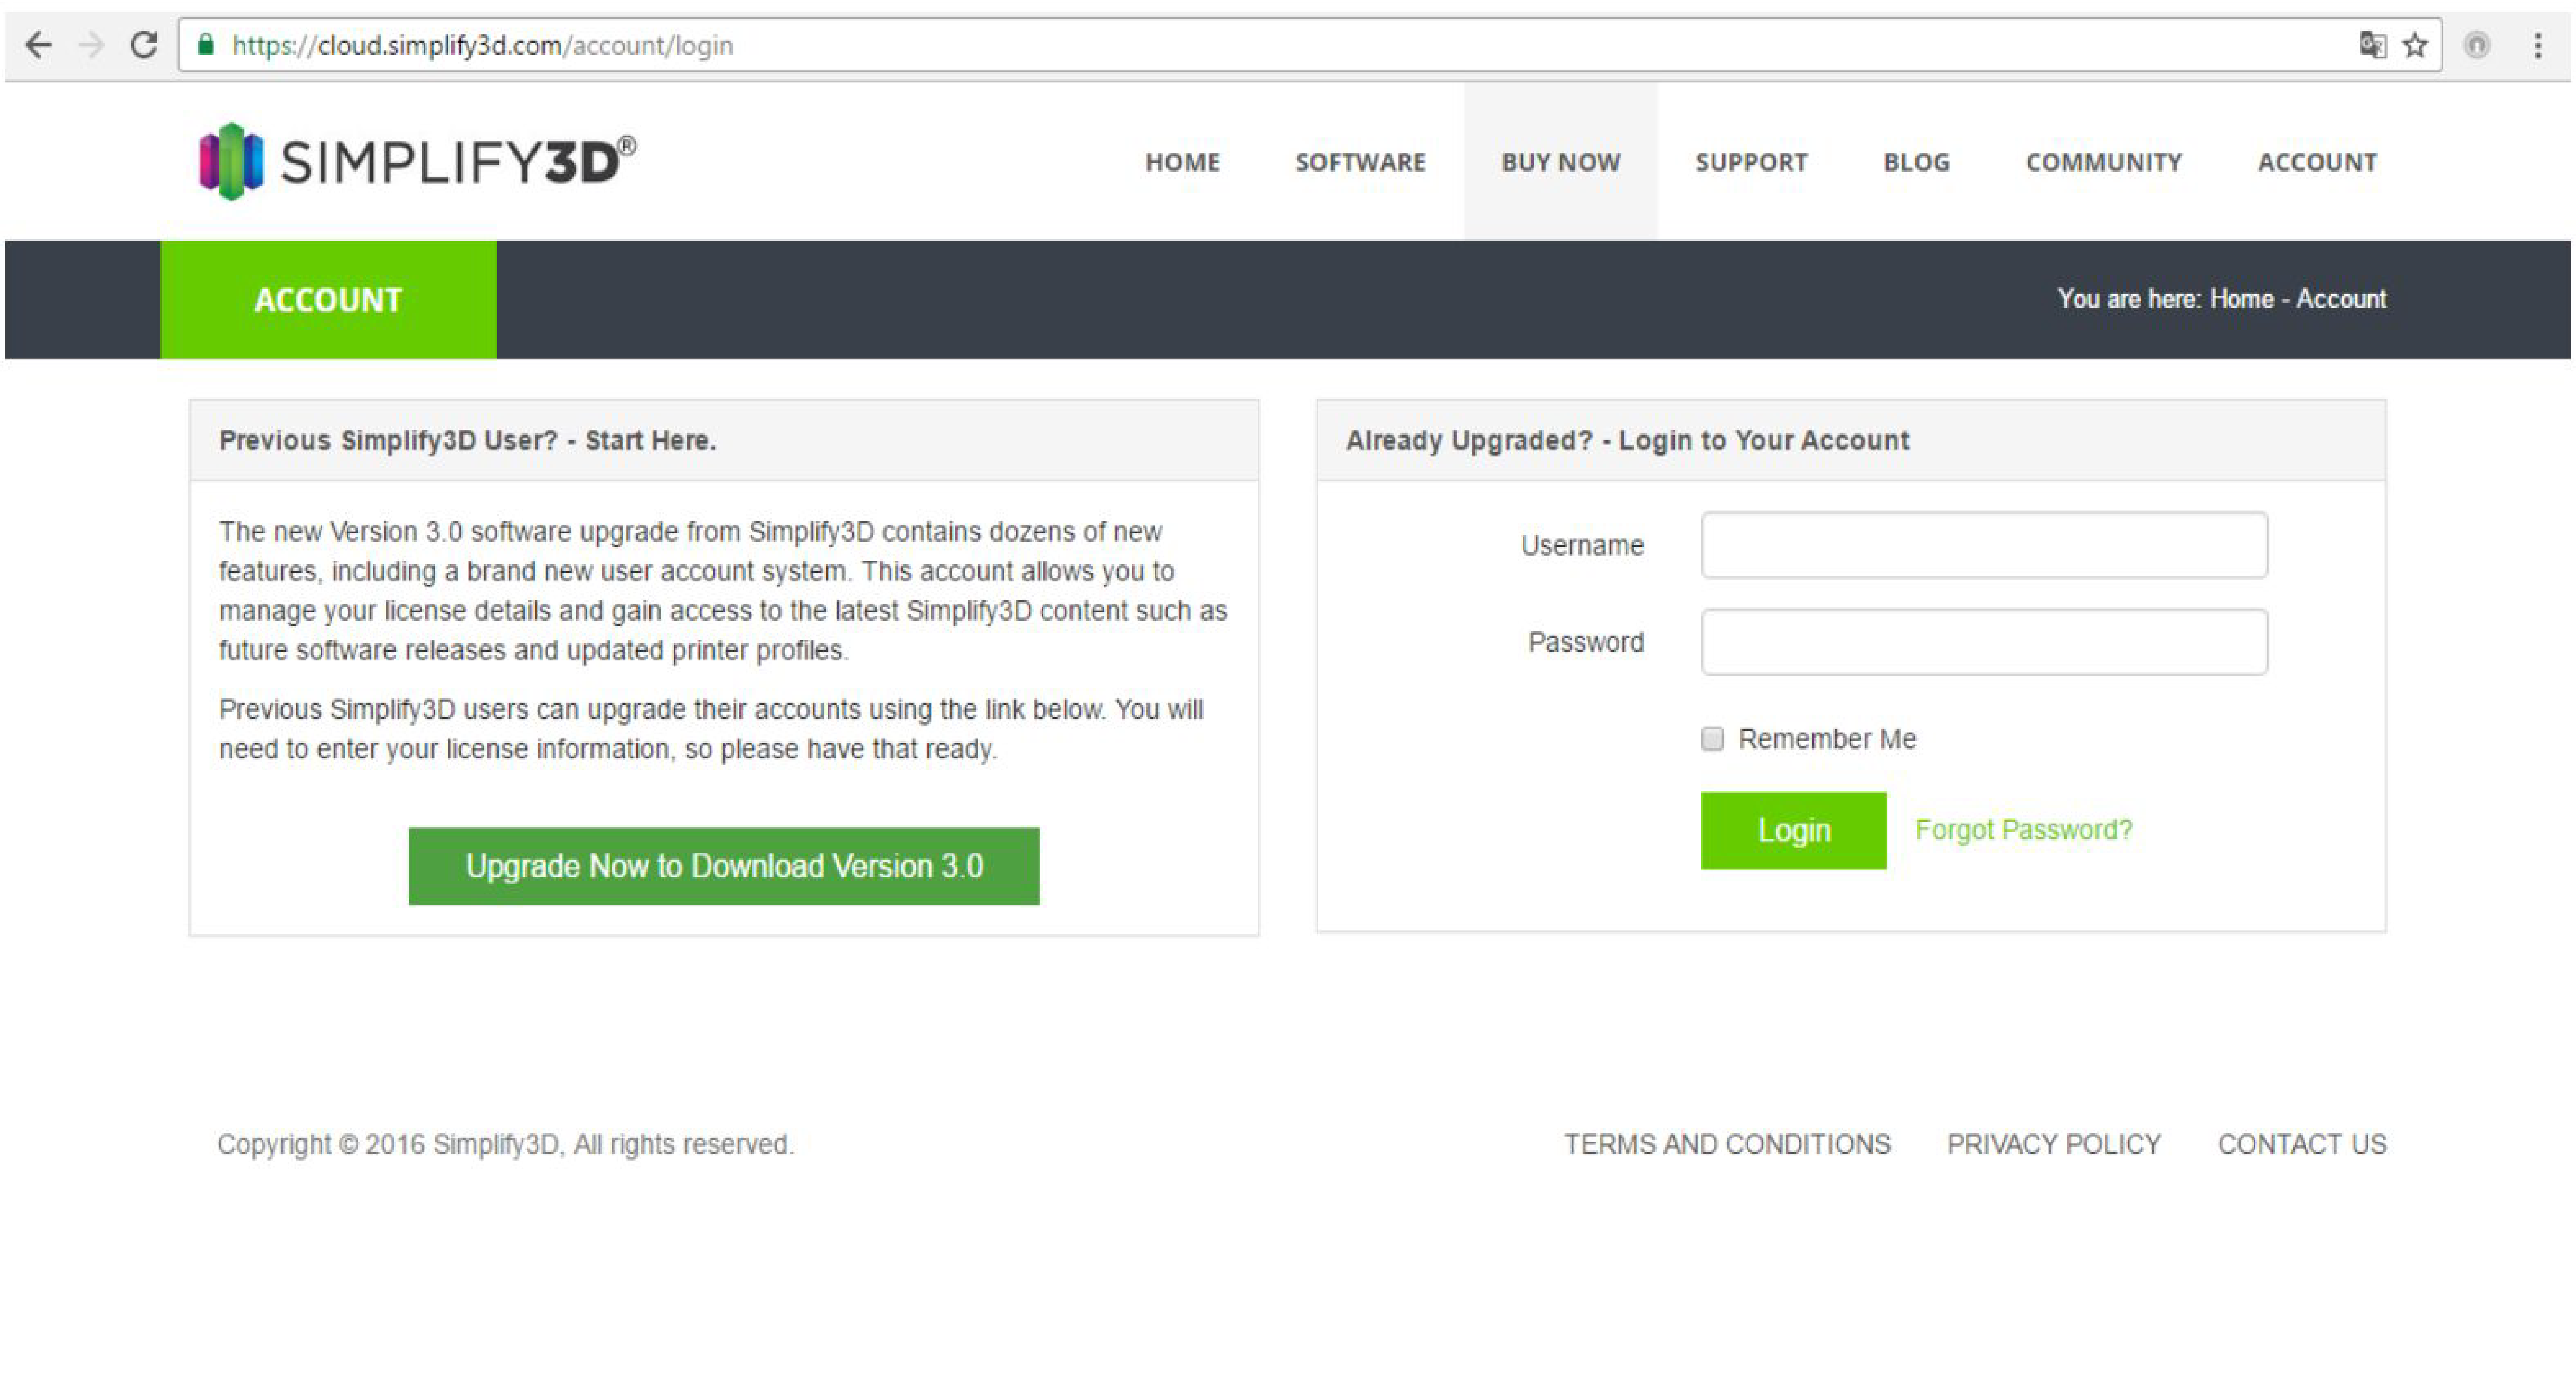 https://cloud.simplify3d.com/account/login
SIMPLIFY3D®
HOME SOFTWARE BUY NOW SUPPORT BLOG COMMUNITY ACCOUNT
ACCOUNT
You are here: Home - Account
Previous Simplify3D User? - Start Here.
The new Version 3.0 software upgrade from Simplify3D contains dozens of new
features, including a brand new user account system. This account allows you to
manage your license details and gain access to the latest Simplify3D content such as
future software releases and updated printer profiles.
Previous Simplify3D users can upgrade their accounts using the link below. You will
need to enter your license information, so please have that ready.
Upgrade Now to Download Version 3.0
Already Upgraded? - Login to Your Account
Username
Password
Remember Me
Login Forgot Password?
Copyright © 2016 Simplify3D, All rights reserved.
TERMS AND CONDITIONS PRIVACY POLICY CONTACT US